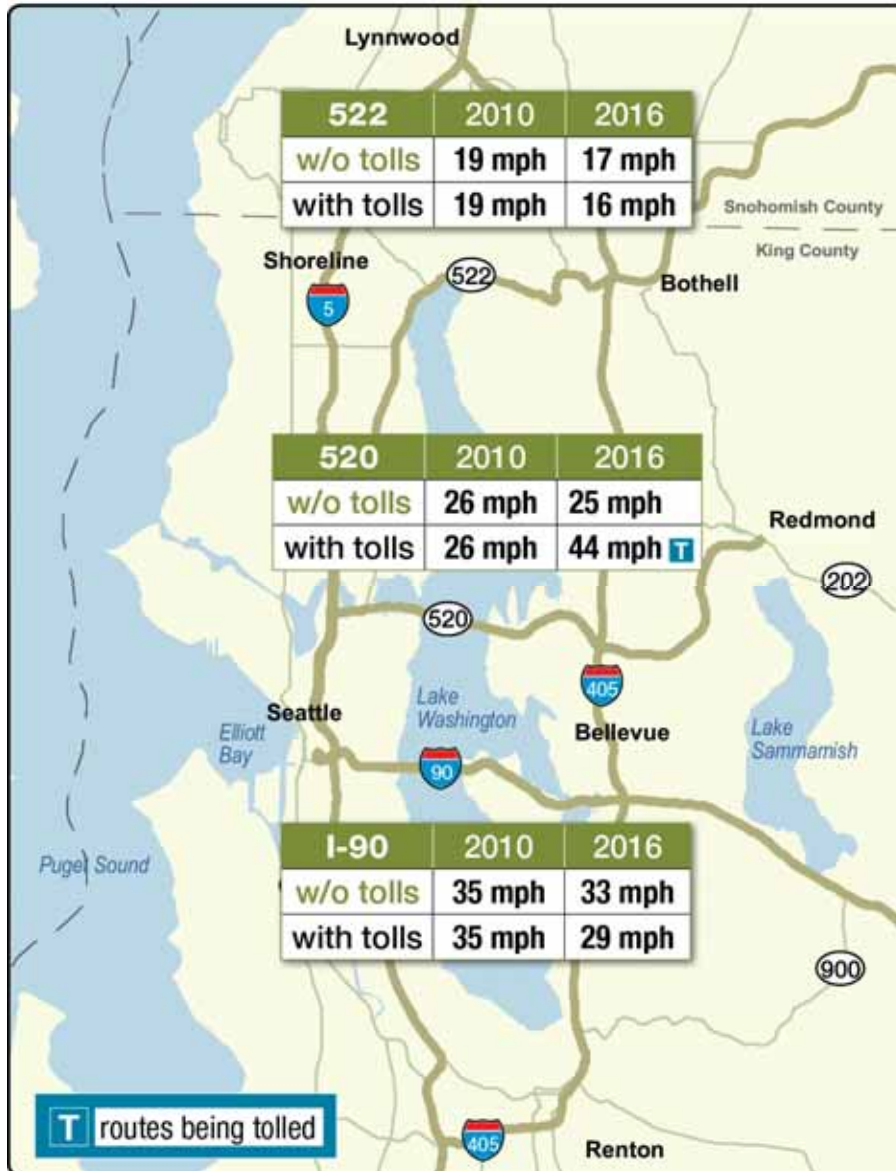 Lynnwood
522 2010 2016
w/o tolls 19 mph 17 mph
with tolls 19 mph 16 mph
Snohomish County
King County
Shoreline
522
Bothell
5
520 2010 2016
w/o tolls 26 mph 25 mph
with tolls 26 mph 44 mph T
Redmond
202
520
405
Lake
Washington
Seattle
Elliott
Bay
Bellevue
Lake
Sammamish
90
I-90 2010 2016
w/o tolls 35 mph 33 mph
with tolls 35 mph 29 mph
Puget Sound
900
T routes being tolled
405
Renton